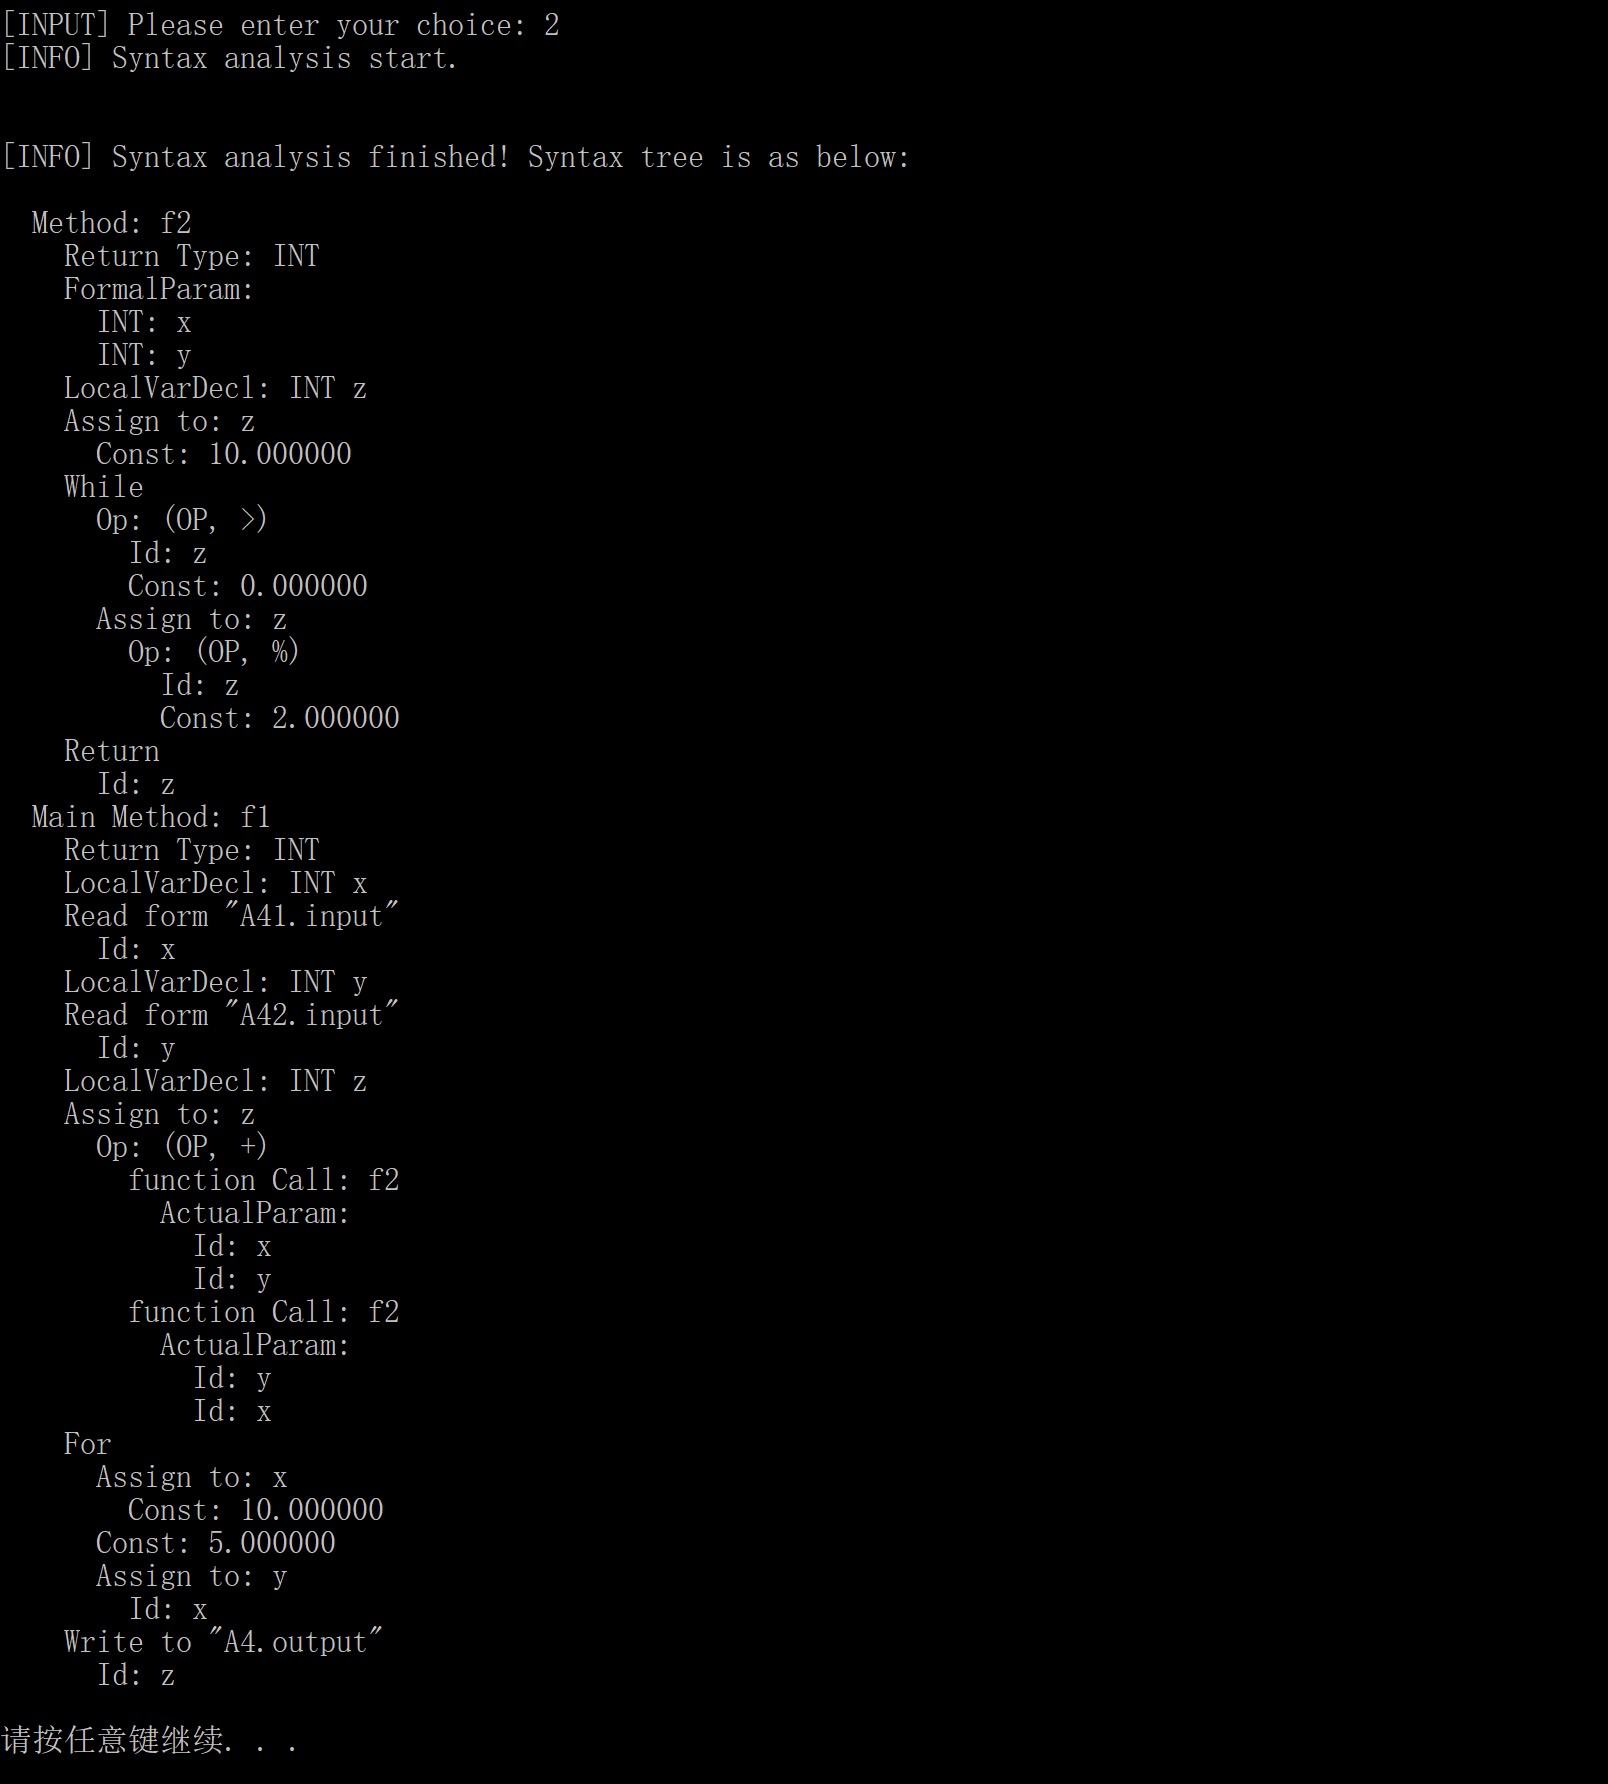 [INPUT] Please enter your choice: 2
[INFO] Syntax analysis start.
[INFO] Syntax analysis finished! Syntax tree is as below:
Method: f2
Return Type: INT
FormalParam:
INT: x
INT: y
LocalVarDecl: INT z
Assign to: z
Const: 10.000000
While
Op: (OP, >)
Id: z
Const: 0.000000
Assign to: z
Op: (OP, %)
Id: z
Const: 2.000000
Return
Id: z
Main Method: f1
Return Type: INT
LocalVarDecl: INT x
Read form "A41.input"
Id: x
LocalVarDecl: INT y
Read form "A42.input"
Id: y
LocalVarDecl: INT z
Assign to: z
Op: (OP, +)
function Call: f2
ActualParam:
Id: x
Id: y
function Call: f2
ActualParam:
Id: y
Id: x
For
Assign to: x
Const: 10.000000
Const: 5.000000
Assign to: y
Id: x
Write to "A4.output"
Id: z
请按任意键继续. . .